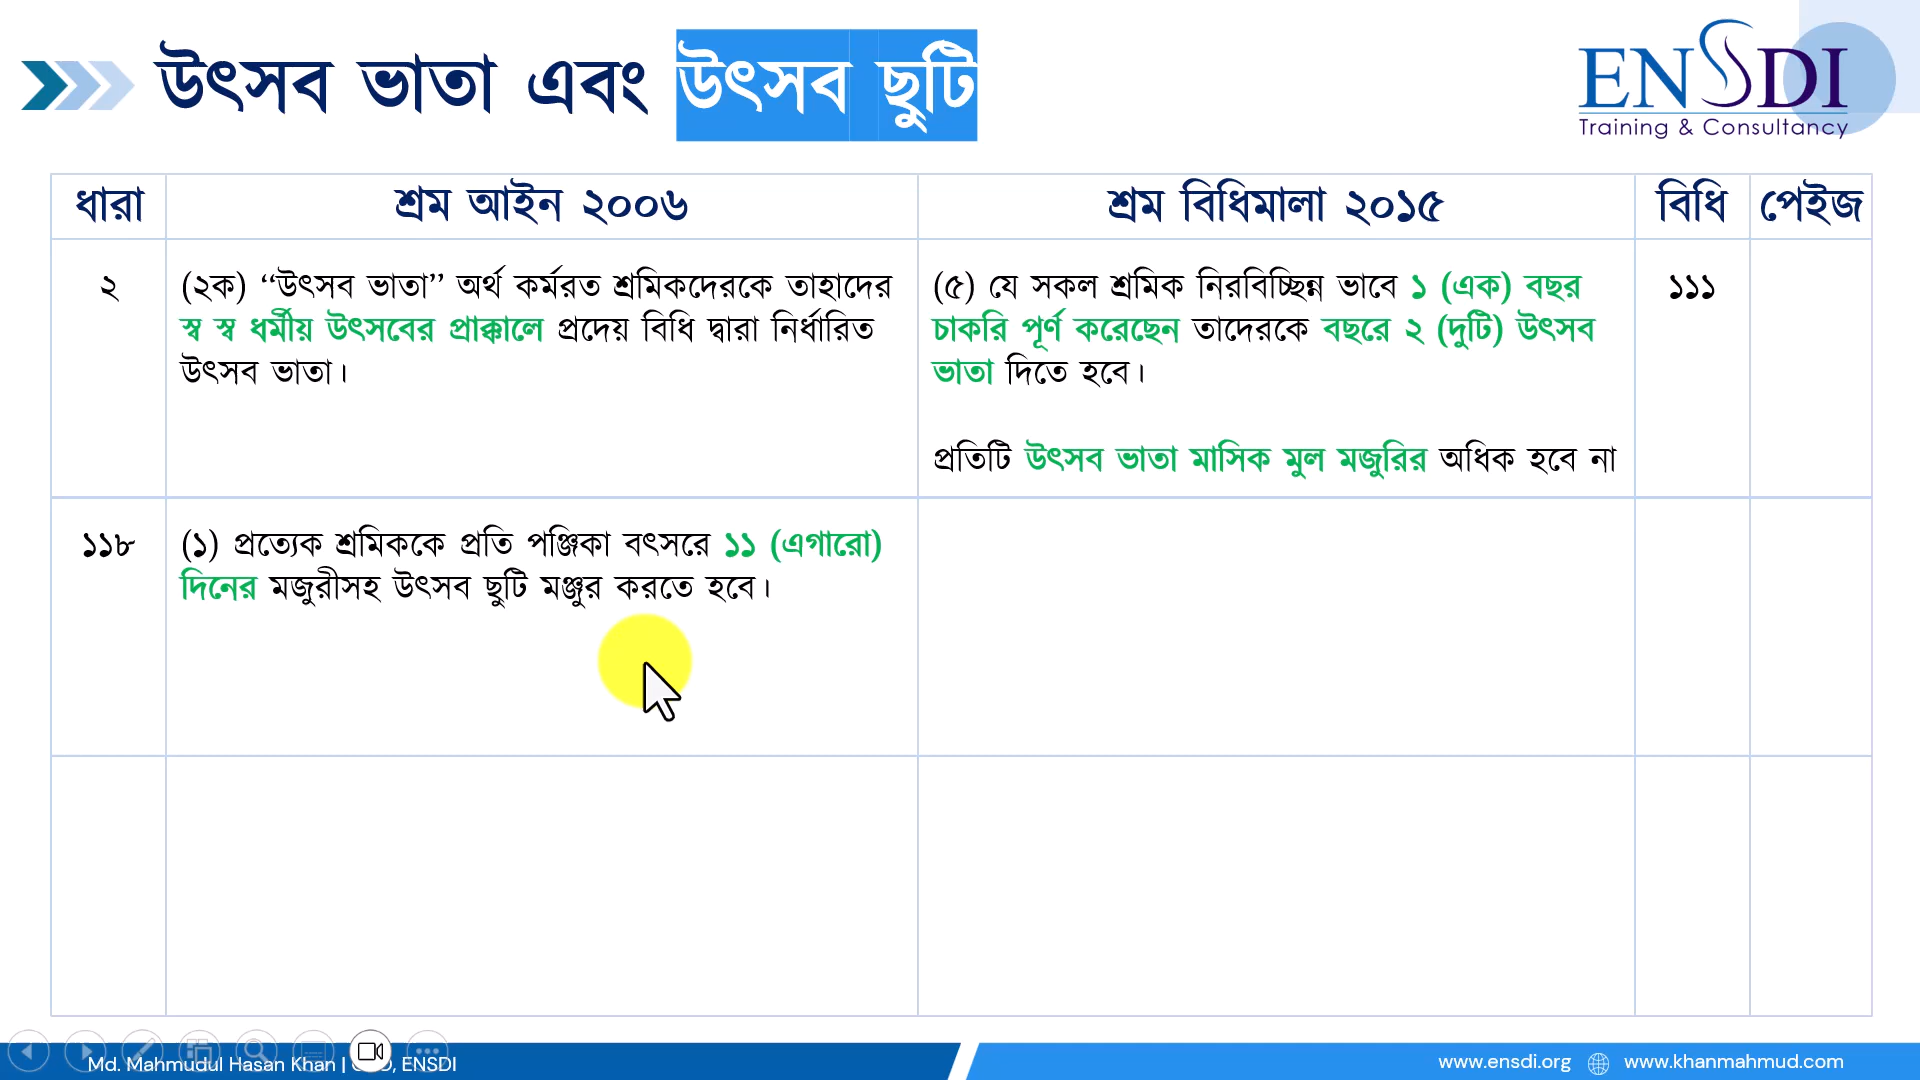 উৎসব ভাতা এবং উৎসব ছুটি
ENSDI
Training & Consultancy
ধারা
শ্রম আইন ২০০৬
শ্রম বিধিমালা ২০১৫
বিধি
পেইজ
২
(২ক) “উৎসব ভাতা” অর্থ কর্মরত শ্রমিকদেরকে তাহাদের
স্ব স্ব ধর্মীয় উৎসবের প্রাক্কালে প্রদেয় বিধি দ্বারা নির্ধারিত
উৎসব ভাতা।
(৫) যে সকল শ্রমিক নিরবিচ্ছিন্ন ভাবে ১ (এক) বছর
চাকরি পূর্ণ করেছেন তাদেরকে বছরে ২ (দুটি) উৎসব
ভাতা দিতে হবে।
প্রতিটি উৎসব ভাতা মাসিক মুল মজুরির অধিক হবে না
১১১
১১৮
(১) প্রত্যেক শ্রমিককে প্রতি পঞ্জিকা বৎসরে ১১ (এগারো)
দিনের মজুরীসহ উৎসব ছুটি মঞ্জুর করতে হবে।
Md. Mahmudul Hasan Khan | , ENSDI
www.ensdi.org
www.khanmahmud.com